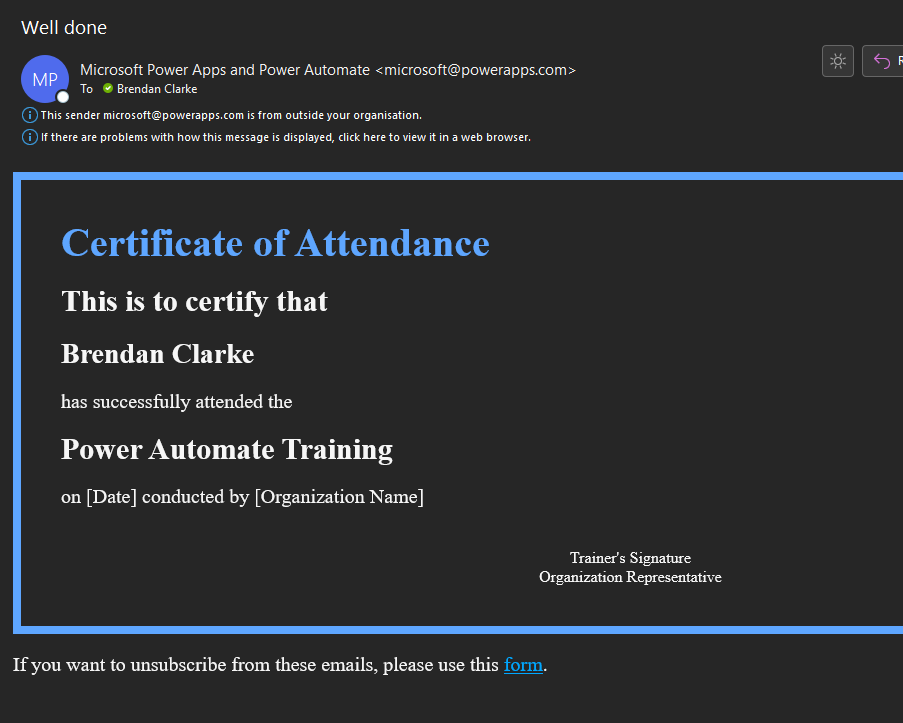 Well done
MP
Microsoft Power Apps and Power Automate <microsoft@powerapps.com>
To Brendan Clarke
This sender microsoft@powerapps.com is from outside your organisation.
If there are problems with how this message is displayed, click here to view it in a web browser.
R
Certificate of Attendance
This is to certify that
Brendan Clarke
has successfully attended the
Power Automate Training
on [Date] conducted by [Organization Name]
Trainer's Signature
Organization Representative
If you want to unsubscribe from these emails, please use this form.